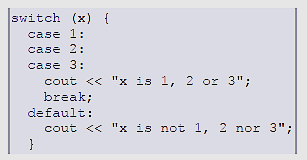 switch (x) {
  case 1:
  case 2:
  case 3:
    cout << "x is 1, 2 or 3";
    break;
  default:
    cout << "x is not 1, 2 nor 3";
  }